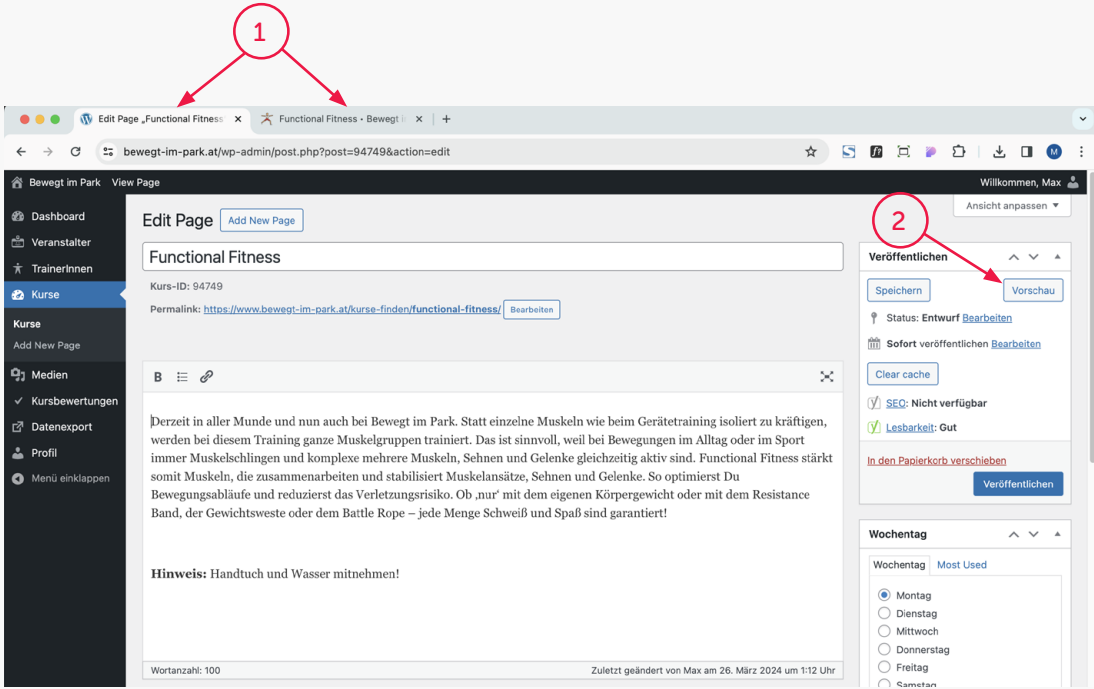 1
Edit Page „Functional Fitness“
Functional Fitness • Bewegt i
bewegt-im-park.at/wp-admin/post.php?post=94749&action=edit
f?
M
Bewegt im Park View Page
Willkommen, Max
Dashboard
Veranstalter
TrainerInnen
Kurse
Kurse
Add New Page
Medien
Kursbewertungen
Datenexport
Profil
Menü einklappen
Ansicht anpassen
2
Edit Page Add New Page
Functional Fitness
Kurs-ID: 94749
Permalink: https://www.bewegt-im-park.at/kurse-finden/functional-fitness/ Bearbeiten
B
Derzeit in aller Munde und nun auch bei Bewegt im Park. Statt einzelne Muskeln wie beim Gerätetraining isoliert zu kräftigen,
werden bei diesem Training ganze Muskelgruppen trainiert. Das ist sinnvoll, weil bei Bewegungen im Alltag oder im Sport
immer Muskelschlingen und komplexe mehrere Muskeln, Sehnen und Gelenke gleichzeitig aktiv sind. Functional Fitness stärkt
somit Muskeln, die zusammenarbeiten und stabilisiert Muskelansätze, Sehnen und Gelenke. So optimierst Du
Bewegungsabläufe und reduzierst das Verletzungsrisiko. Ob ‚nur‘ mit dem eigenen Körpergewicht oder mit dem Resistance
Band, der Gewichtsweste oder dem Battle Rope – jede Menge Schweiß und Spaß sind garantiert!
Hinweis: Handtuch und Wasser mitnehmen!
Wortanzahl: 100
Zuletzt geändert von Max am 26. März 2024 um 1:12 Uhr
Veröffentlichen
Speichern Vorschau
Status: Entwurf Bearbeiten
Sofort veröffentlichen Bearbeiten
Clear cache
SEO: Nicht verfügbar
Lesbarkeit: Gut
In den Papierkorb verschieben
Veröffentlichen
Wochentag
Wochentag Most Used
Montag
Dienstag
Mittwoch
Donnerstag
Freitag
Samstag